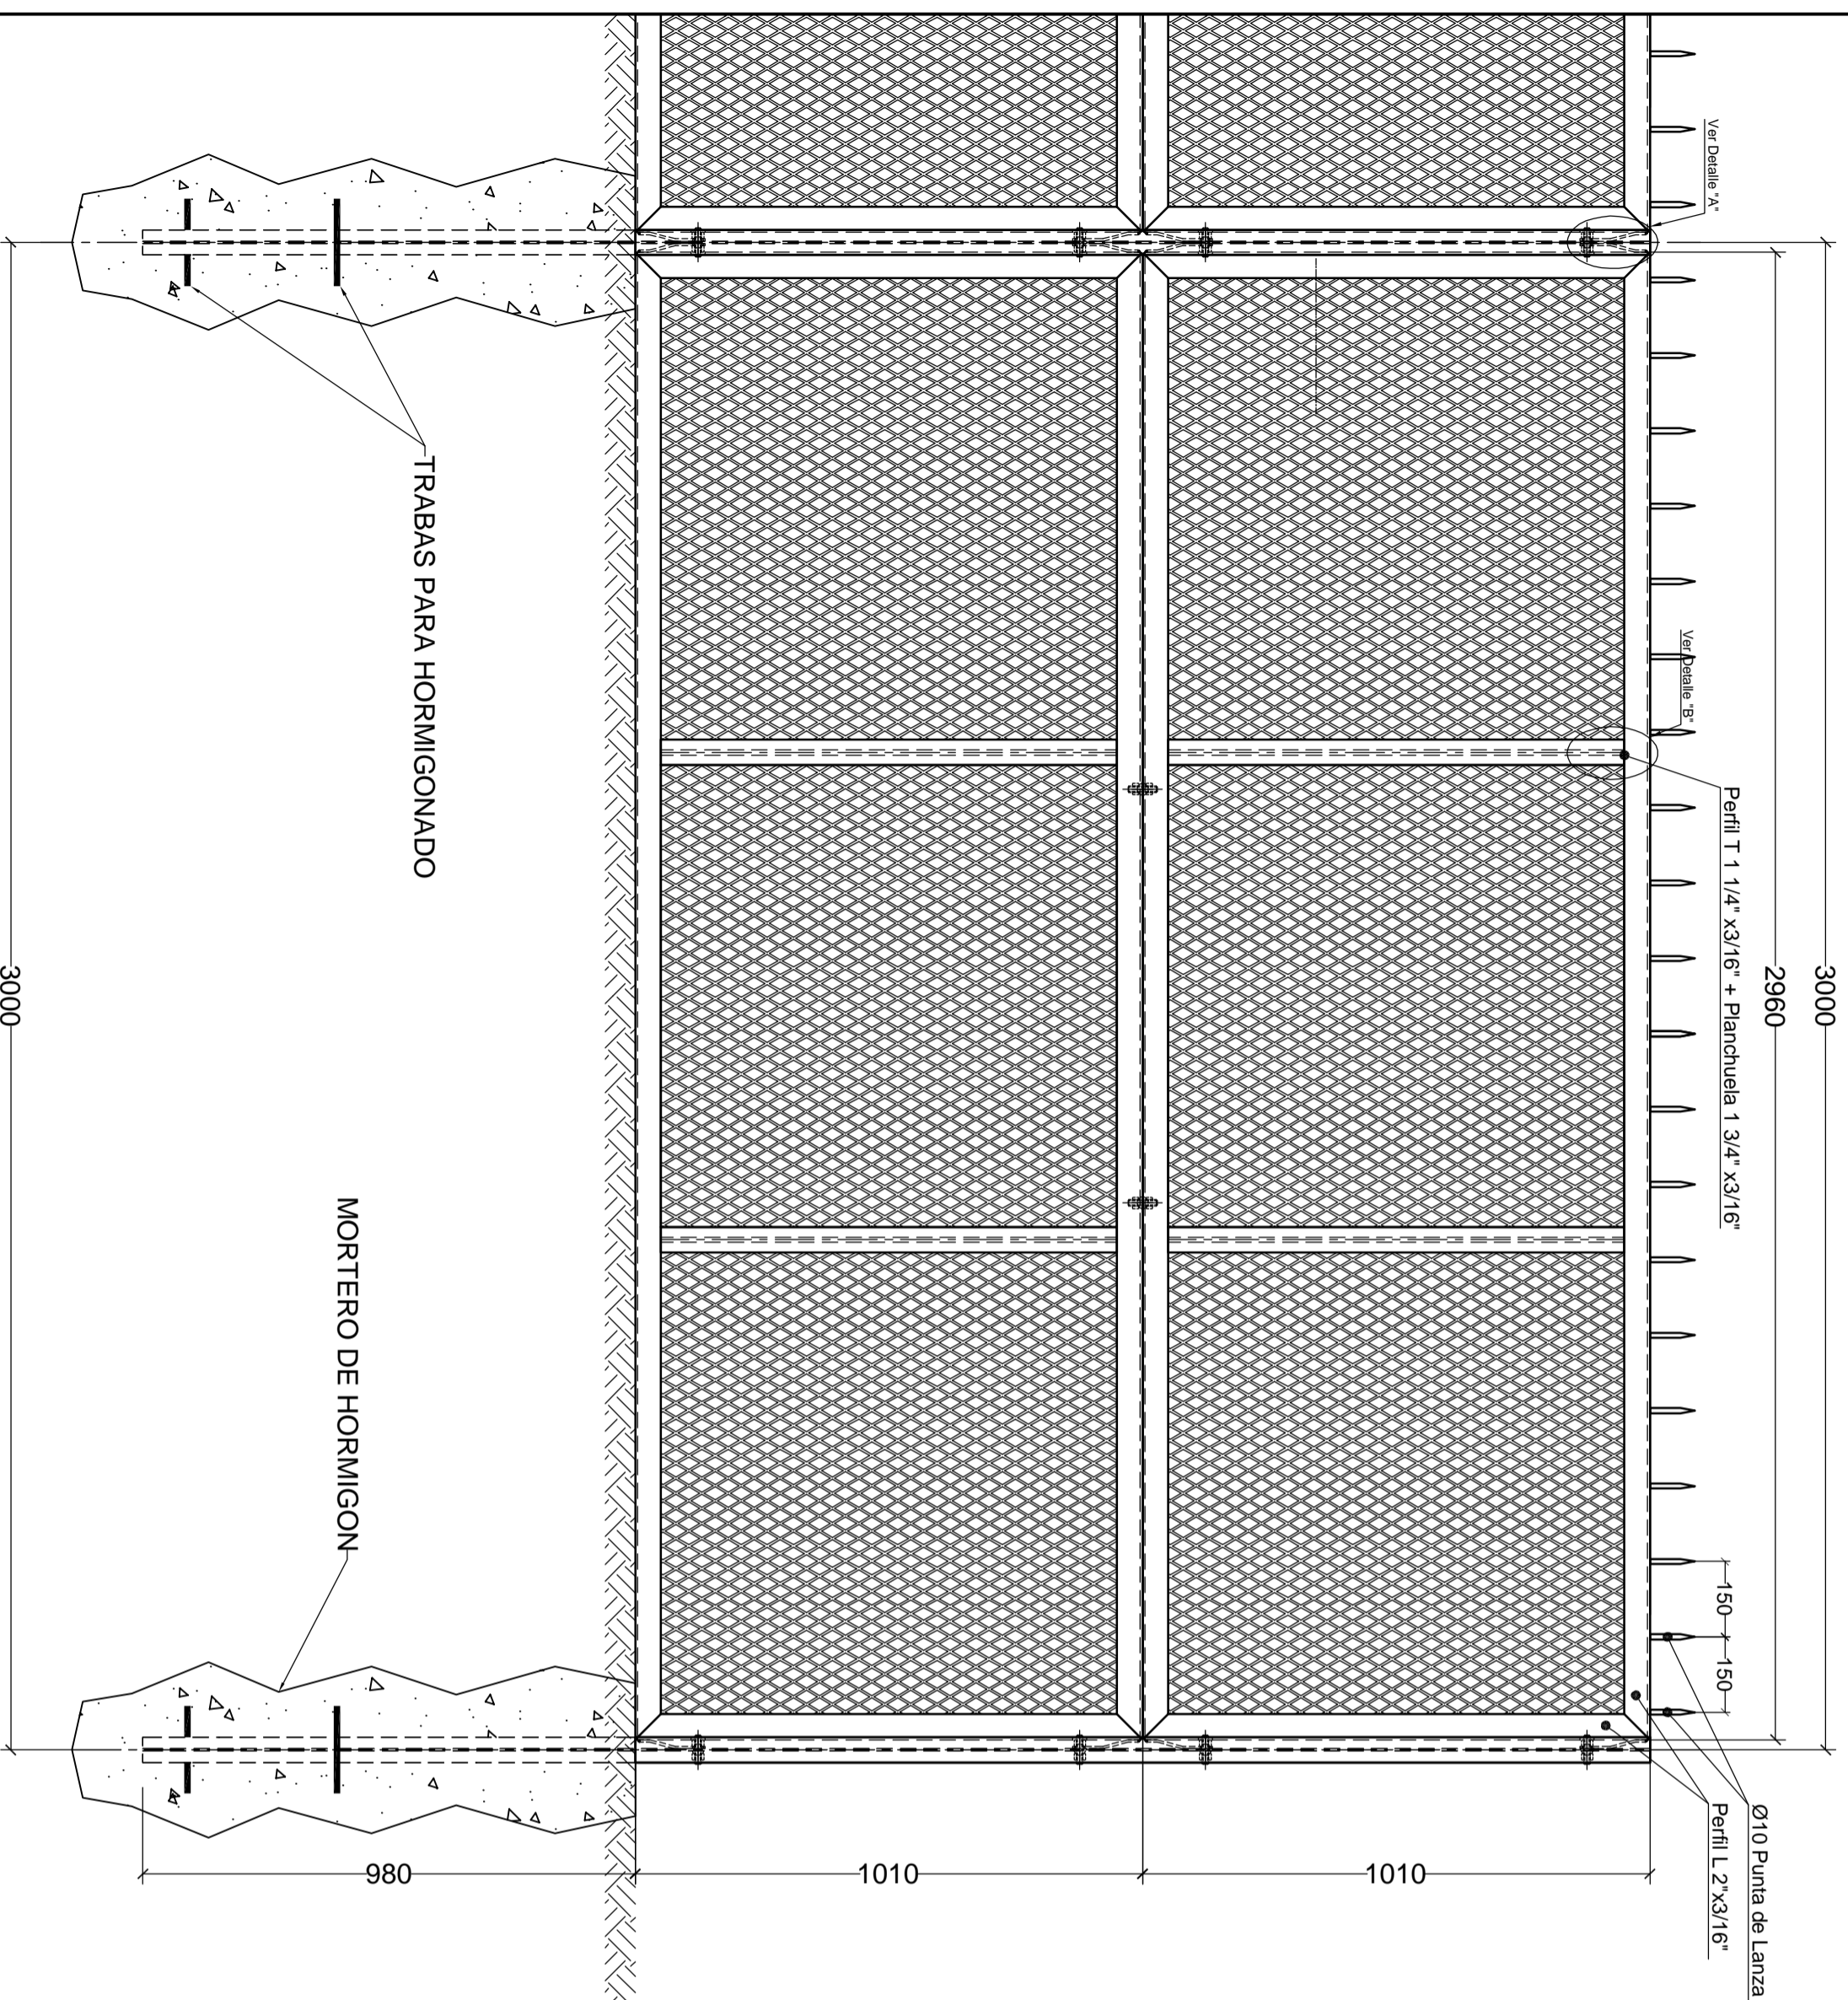 3000
2960
Ver Detalle "A"
Ver Detalle "B"
Perfil T 1 1/4" x3/16" + Planchuela 1 3/4" x3/16"
150
150
Ø10 Punta de Lanza
Perfil L 2"x3/16"
1010
1010
980
TRABAS PARA HORMIGONADO
MORTERO DE HORMIGON
3000